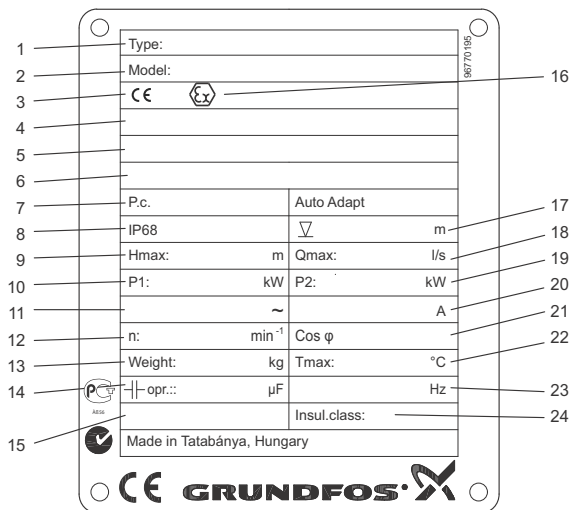 96770195
1 Type:
2 Model:
3 CE Ex 16
4
5
6
7 P.c. Auto Adapt
8 IP68 m 17
9 Hmax: m Qmax: l/s 18
10 P1: kW P2: kW 19
11 ~ A 20
12 n: min⁻¹ Cos φ 21
13 Weight: kg Tmax: °C 22
14 opr.:: µF Hz 23
15 Insul.class: 24
PCT
AR56
Made in Tatabánya, Hungary
CE GRUNDFOS